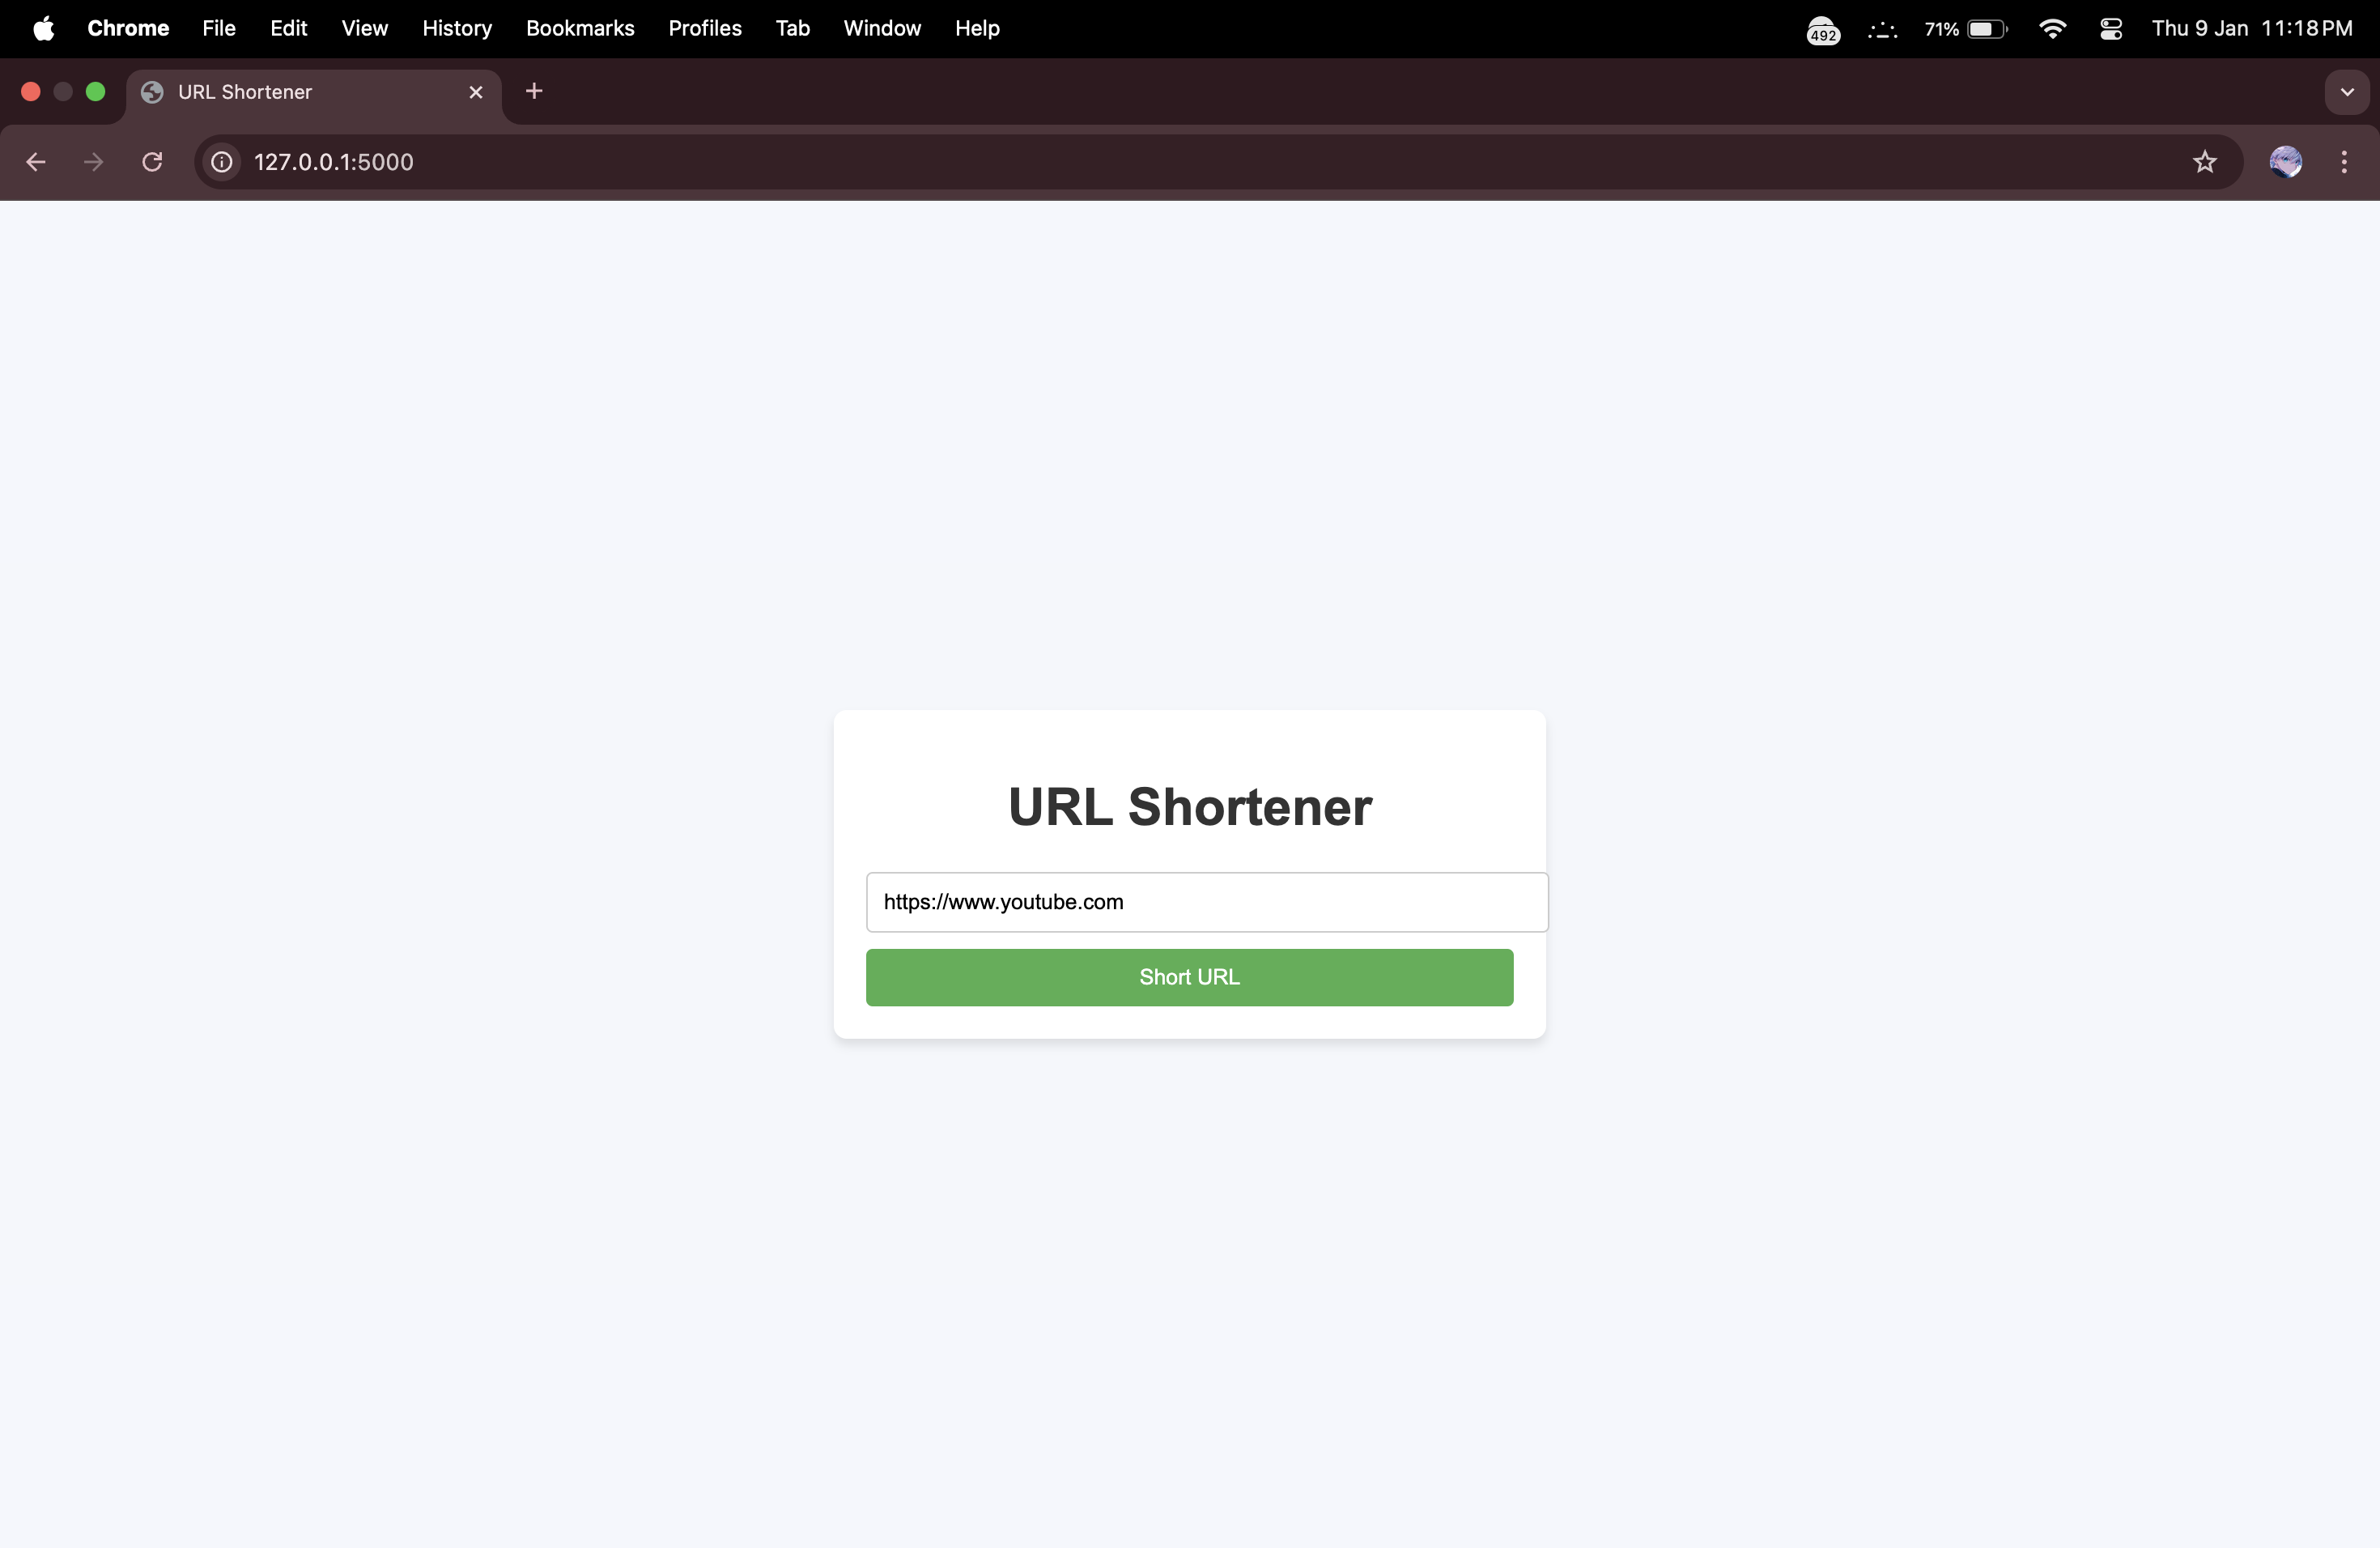 Chrome File Edit View History Bookmarks Profiles Tab Window Help 492 71% Thu 9 Jan 11:18 PM
URL Shortener
127.0.0.1:5000
URL Shortener
https://www.youtube.com
Short URL